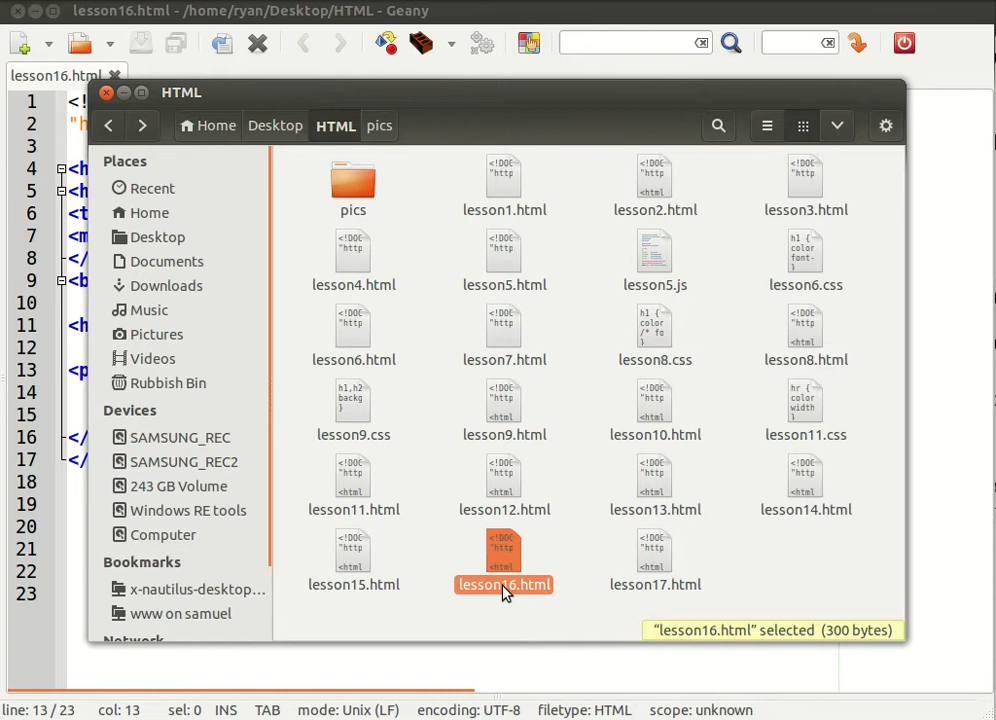 lesson16.html - /home/ryan/Desktop/HTML - Geany
lesson16.html
HTML
Home Desktop HTML pics
Places
Recent
Home
Desktop
Documents
Downloads
Music
Pictures
Videos
Rubbish Bin
Devices
SAMSUNG_REC
SAMSUNG_REC2
243 GB Volume
Windows RE tools
Computer
Bookmarks
x-nautilus-desktop...
www on samuel
Network
pics lesson1.html lesson2.html lesson3.html
lesson4.html lesson5.html lesson5.js lesson6.css
lesson6.html lesson7.html lesson8.css lesson8.html
lesson9.css lesson9.html lesson10.html lesson11.css
lesson11.html lesson12.html lesson13.html lesson14.html
lesson15.html lesson16.html lesson17.html
"lesson16.html" selected (300 bytes)
1 <!
2 "h
3
4 <h
5 <h
6 <t
7 <m
8 </
9 <b
10
11 <h
12
13 <p
14
15
16 </
17 </
18
19
20
21
22
23
line: 13 / 23 col: 13 sel: 0 INS TAB mode: Unix (LF) encoding: UTF-8 filetype: HTML scope: unknown